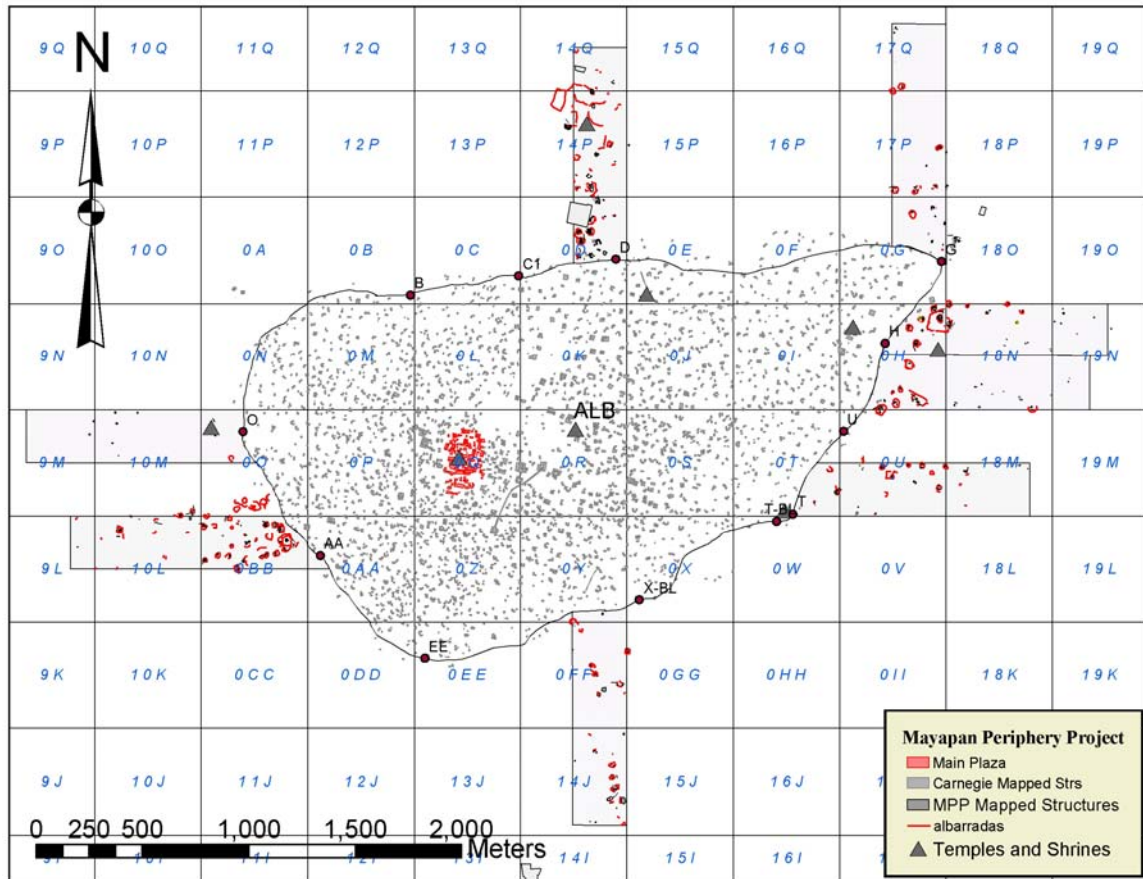 9Q 10Q 11Q 12Q 13Q 14Q 15Q 16Q 17Q 18Q 19Q
N
9P 10P 11P 12P 13P 14P 15P 16P 17P 18P 19P
9O 10O 0A 0B 0C 0D D 0E 0F 0G G 18O 19O
C1
B
9N 10N 0N 0M 0L 0K 0J 0I 0H H 18N 19N
ALB
O U
9M 10M 0O 0P 0R 0S 0T 0U 18M 19M
T-BL T
AA
9L 10L 0BB 0AA 0Z 0Y 0X 0W 0V 18L 19L
X-BL
EE
9K 10K 0CC 0DD 0EE 0FF 0GG 0HH 0II 18K 19K
Mayapan Periphery Project
Main Plaza
Carnegie Mapped Strs
MPP Mapped Structures
albarradas
Temples and Shrines
9J 10J 11J 12J 13J 14J 15J 16J
0 250 500 1,000 1,500 2,000
Meters
14I 15I 16I